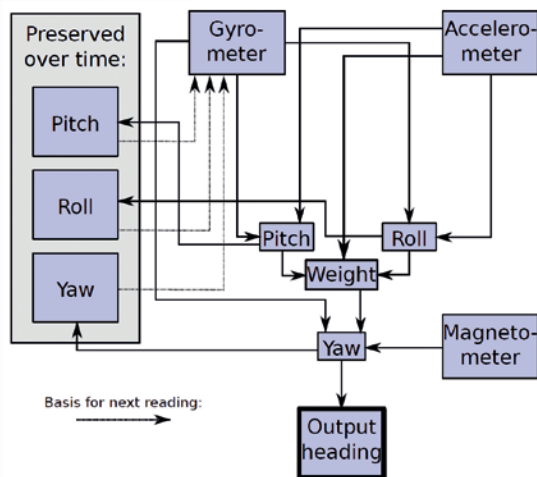 Preserved
over time:
Gyro-
meter
Accelero-
meter
Pitch
Roll
Yaw
Pitch
Roll
Weight
Yaw
Magneto-
meter
Basis for next reading:
Output
heading